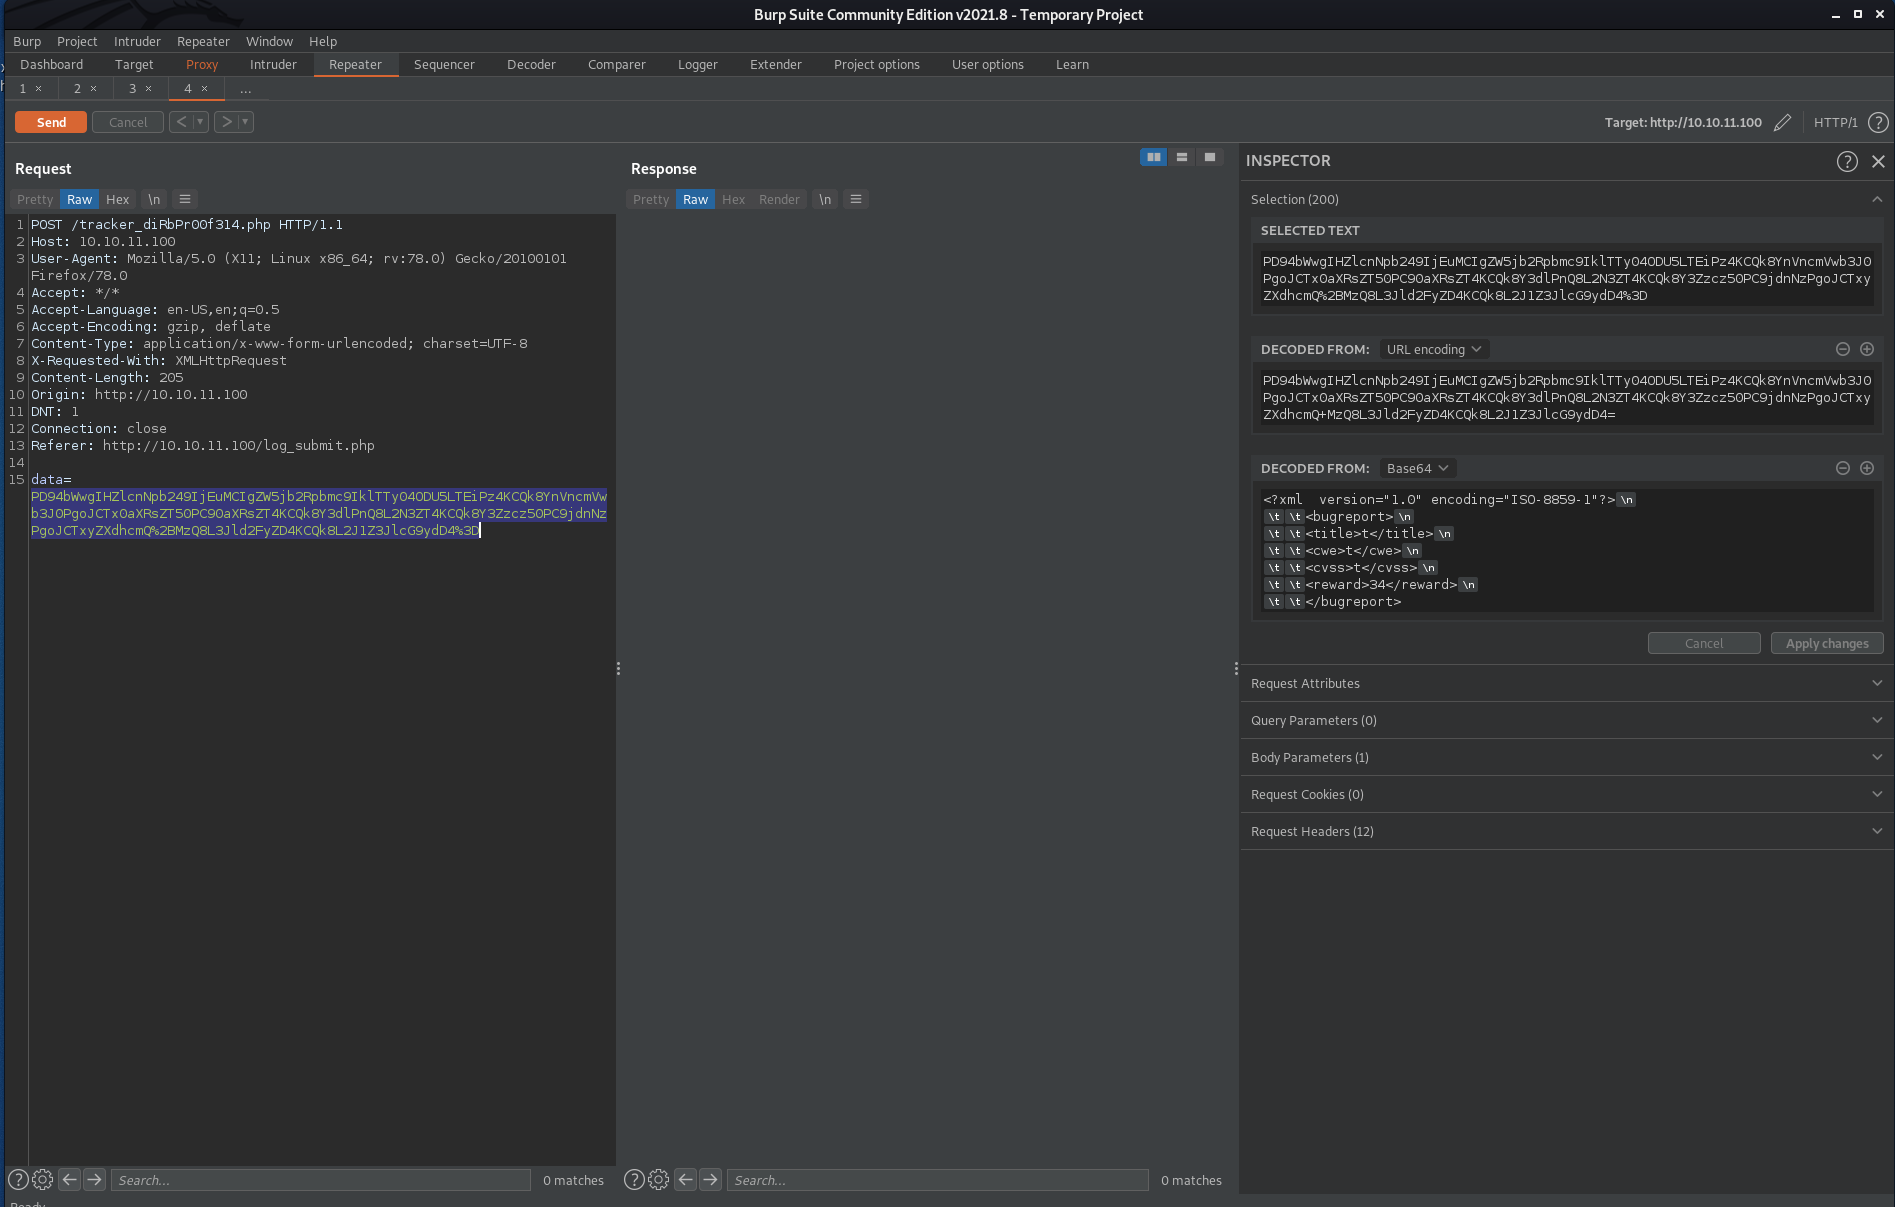 Burp Suite Community Edition v2021.8 - Temporary Project
Burp Project Intruder Repeater Window Help
Dashboard Target Proxy Intruder Repeater Sequencer Decoder Comparer Logger Extender Project options User options Learn
1 × 2 × 3 × 4 × ...
Send Cancel < > Target: http://10.10.11.100 HTTP/1 ?
Request
Pretty Raw Hex \n
1 POST /tracker_diRbPr00f314.php HTTP/1.1
2 Host: 10.10.11.100
3 User-Agent: Mozilla/5.0 (X11; Linux x86_64; rv:78.0) Gecko/20100101
Firefox/78.0
4 Accept: */*
5 Accept-Language: en-US,en;q=0.5
6 Accept-Encoding: gzip, deflate
7 Content-Type: application/x-www-form-urlencoded; charset=UTF-8
8 X-Requested-With: XMLHttpRequest
9 Content-Length: 205
10 Origin: http://10.10.11.100
11 DNT: 1
12 Connection: close
13 Referer: http://10.10.11.100/log_submit.php
14
15 data=
PD94bWwgIHZlcnNpb249IjEuMCIgZW5jb2Rpbmc9IklTTy04ODU5LTEiPz4KCQk8YnVncmVw
b3J0PgoJCTx0aXRsZT50PC90aXRsZT4KCQk8Y3dlPnQ8L2N3ZT4KCQk8Y3Zzcz50PC9jdnNz
PgoJCTxyZXdhcmQ%2BMzQ8L3Jld2FyZD4KCQk8L2J1Z3JlcG9ydD4%3D
? Search... 0 matches
Response
Pretty Raw Hex Render \n
? Search... 0 matches
INSPECTOR ?
Selection (200)
SELECTED TEXT
PD94bWwgIHZlcnNpb249IjEuMCIgZW5jb2Rpbmc9IklTTy04ODU5LTEiPz4KCQk8YnVncmVwb3J0
PgoJCTx0aXRsZT50PC90aXRsZT4KCQk8Y3dlPnQ8L2N3ZT4KCQk8Y3Zzcz50PC9jdnNzPgoJCTxy
ZXdhcmQ%2BMzQ8L3Jld2FyZD4KCQk8L2J1Z3JlcG9ydD4%3D
DECODED FROM: URL encoding
PD94bWwgIHZlcnNpb249IjEuMCIgZW5jb2Rpbmc9IklTTy04ODU5LTEiPz4KCQk8YnVncmVwb3J0
PgoJCTx0aXRsZT50PC90aXRsZT4KCQk8Y3dlPnQ8L2N3ZT4KCQk8Y3Zzcz50PC9jdnNzPgoJCTxy
ZXdhcmQ+MzQ8L3Jld2FyZD4KCQk8L2J1Z3JlcG9ydD4=
DECODED FROM: Base64
<?xml  version="1.0" encoding="ISO-8859-1"?> \n
\t \t <bugreport> \n
\t \t <title>t</title> \n
\t \t <cwe>t</cwe> \n
\t \t <cvss>t</cvss> \n
\t \t <reward>34</reward> \n
\t \t </bugreport>
Cancel Apply changes
Request Attributes
Query Parameters (0)
Body Parameters (1)
Request Cookies (0)
Request Headers (12)